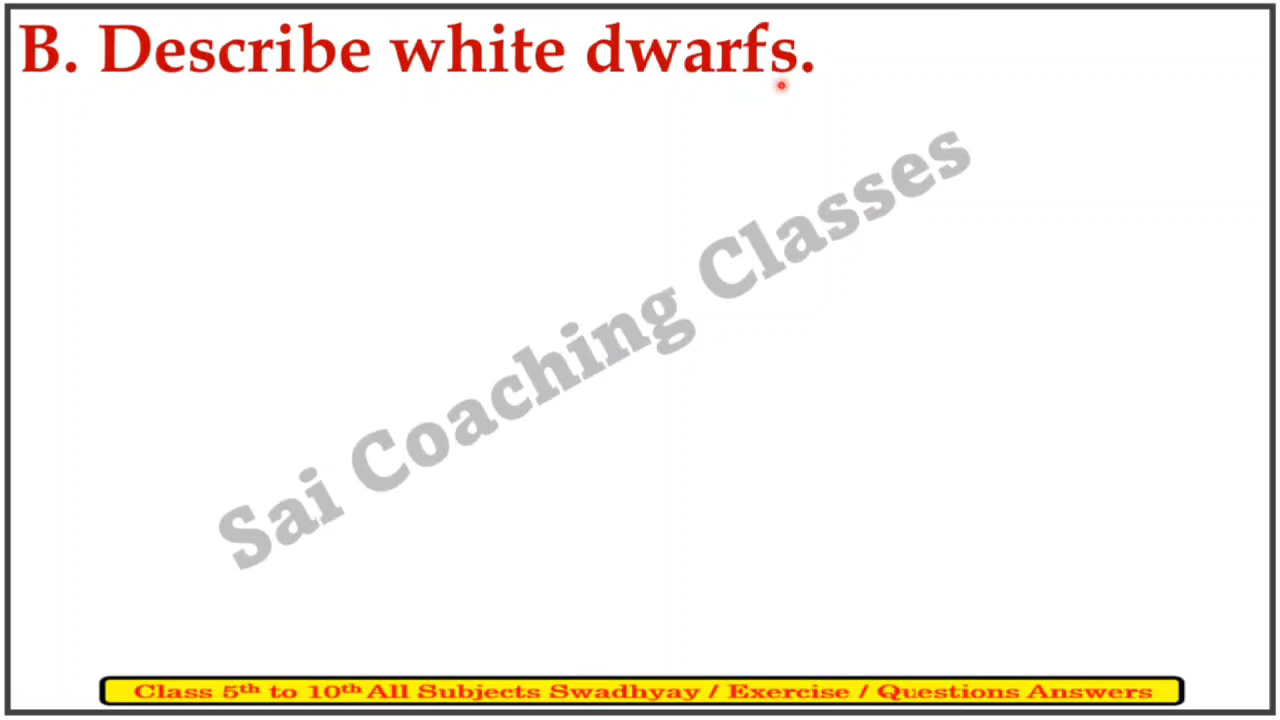 B. Describe white dwarfs.
Sai Coaching Classes
Class 5th to 10th All Subjects Swadhyay / Exercise / Questions Answers